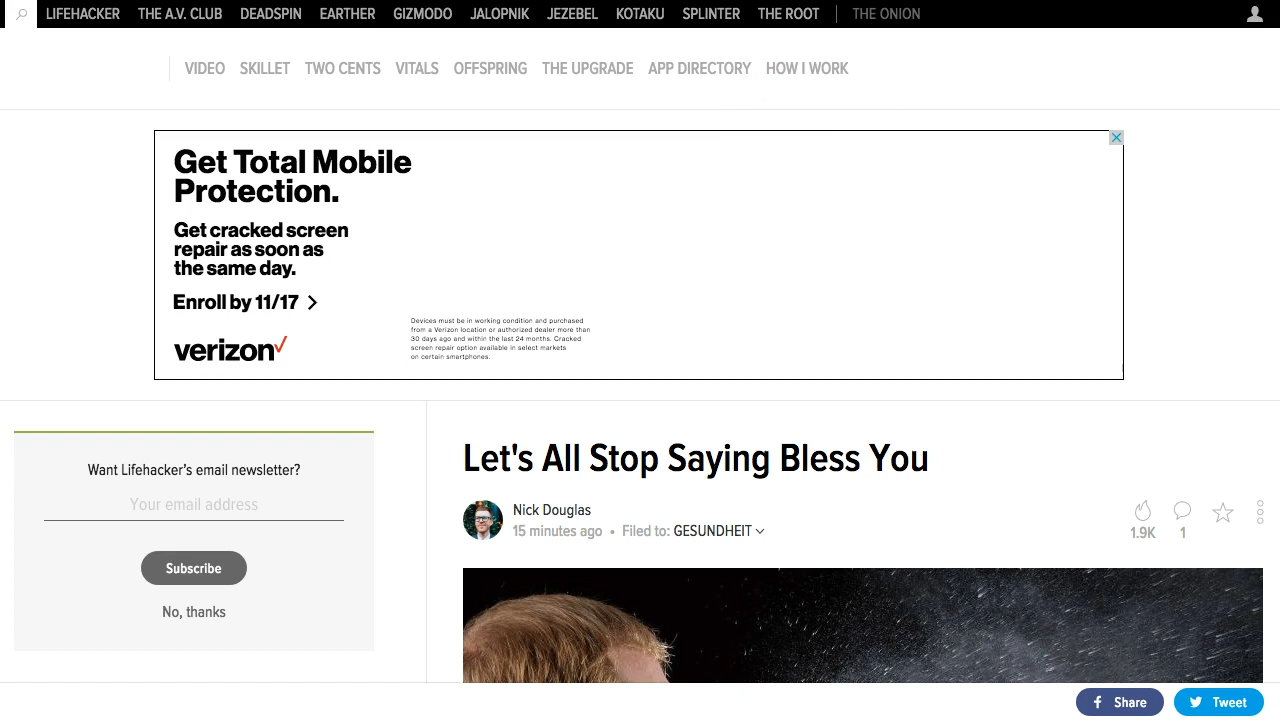 LIFEHACKER THE A.V. CLUB DEADSPIN EARTHER GIZMODO JALOPNIK JEZEBEL KOTAKU SPLINTER THE ROOT THE ONION
VIDEO SKILLET TWO CENTS VITALS OFFSPRING THE UPGRADE APP DIRECTORY HOW I WORK
Get Total Mobile
Protection.
Get cracked screen
repair as soon as
the same day.
Enroll by 11/17
verizon
Devices must be in working condition and purchased
from a Verizon location or authorized dealer more than
30 days ago and within the last 24 months. Cracked
screen repair option available in select markets
on certain smartphones.
Want Lifehacker's email newsletter?
Your email address
Subscribe
No, thanks
Let's All Stop Saying Bless You
Nick Douglas
15 minutes ago • Filed to: GESUNDHEIT
1.9K 1
Share Tweet